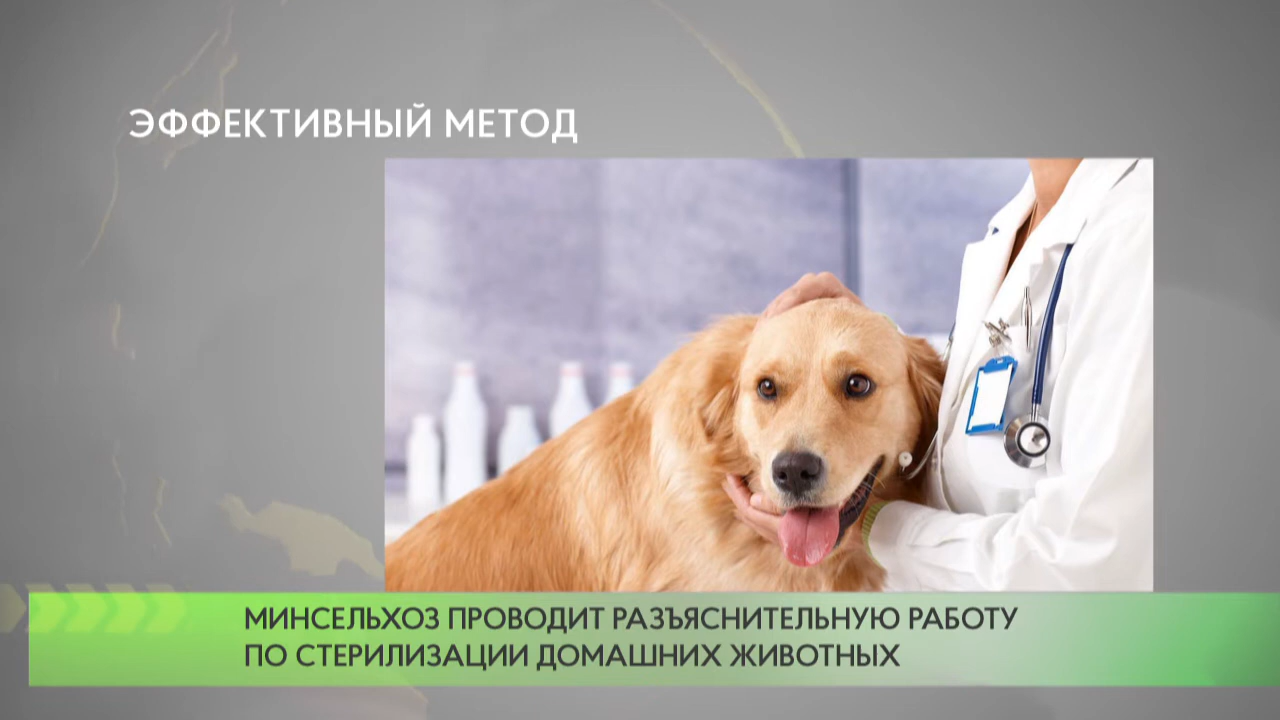 ЭФФЕКТИВНЫЙ МЕТОД
МИНСЕЛЬХОЗ ПРОВОДИТ РАЗЪЯСНИТЕЛЬНУЮ РАБОТУ
ПО СТЕРИЛИЗАЦИИ ДОМАШНИХ ЖИВОТНЫХ